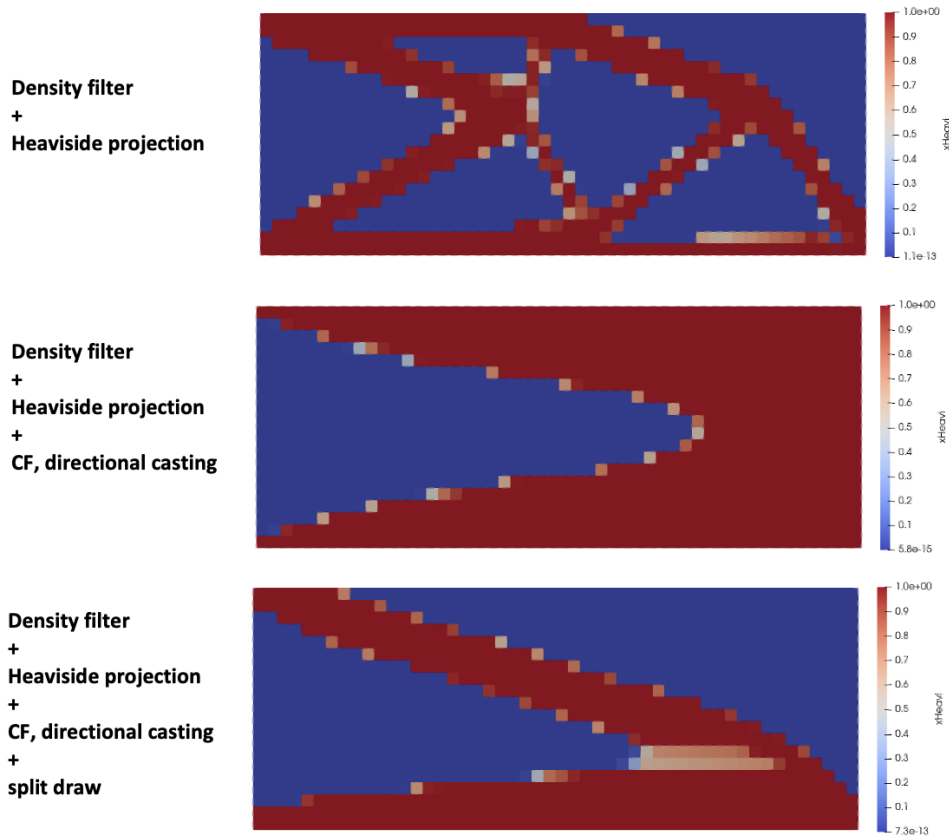 Density filter
+
Heaviside projection
1.0e+00
0.9
0.8
0.7
0.6
0.5
0.4
0.3
0.2
0.1
1.1e-13
xHeavi
Density filter
+
Heaviside projection
+
CF, directional casting
1.0e+00
0.9
0.8
0.7
0.6
0.5
0.4
0.3
0.2
0.1
5.8e-15
xHeavi
Density filter
+
Heaviside projection
+
CF, directional casting
+
split draw
1.0e+00
0.9
0.8
0.7
0.6
0.5
0.4
0.3
0.2
0.1
7.3e-13
xHeavi